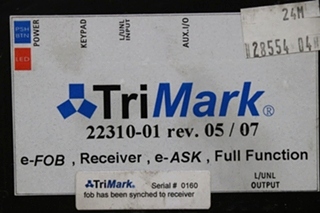 PSH
BTN
LED
POWER
KEYPAD
L/UNL
INPUT
AUX.I/O
24M
28554 04
TriMark®
22310-01 rev. 05 / 07
e-FOB , Receiver , e-ASK , Full Function
L/UNL
OUTPUT
TriMark® Serial # 0160
fob has been synched to receiver